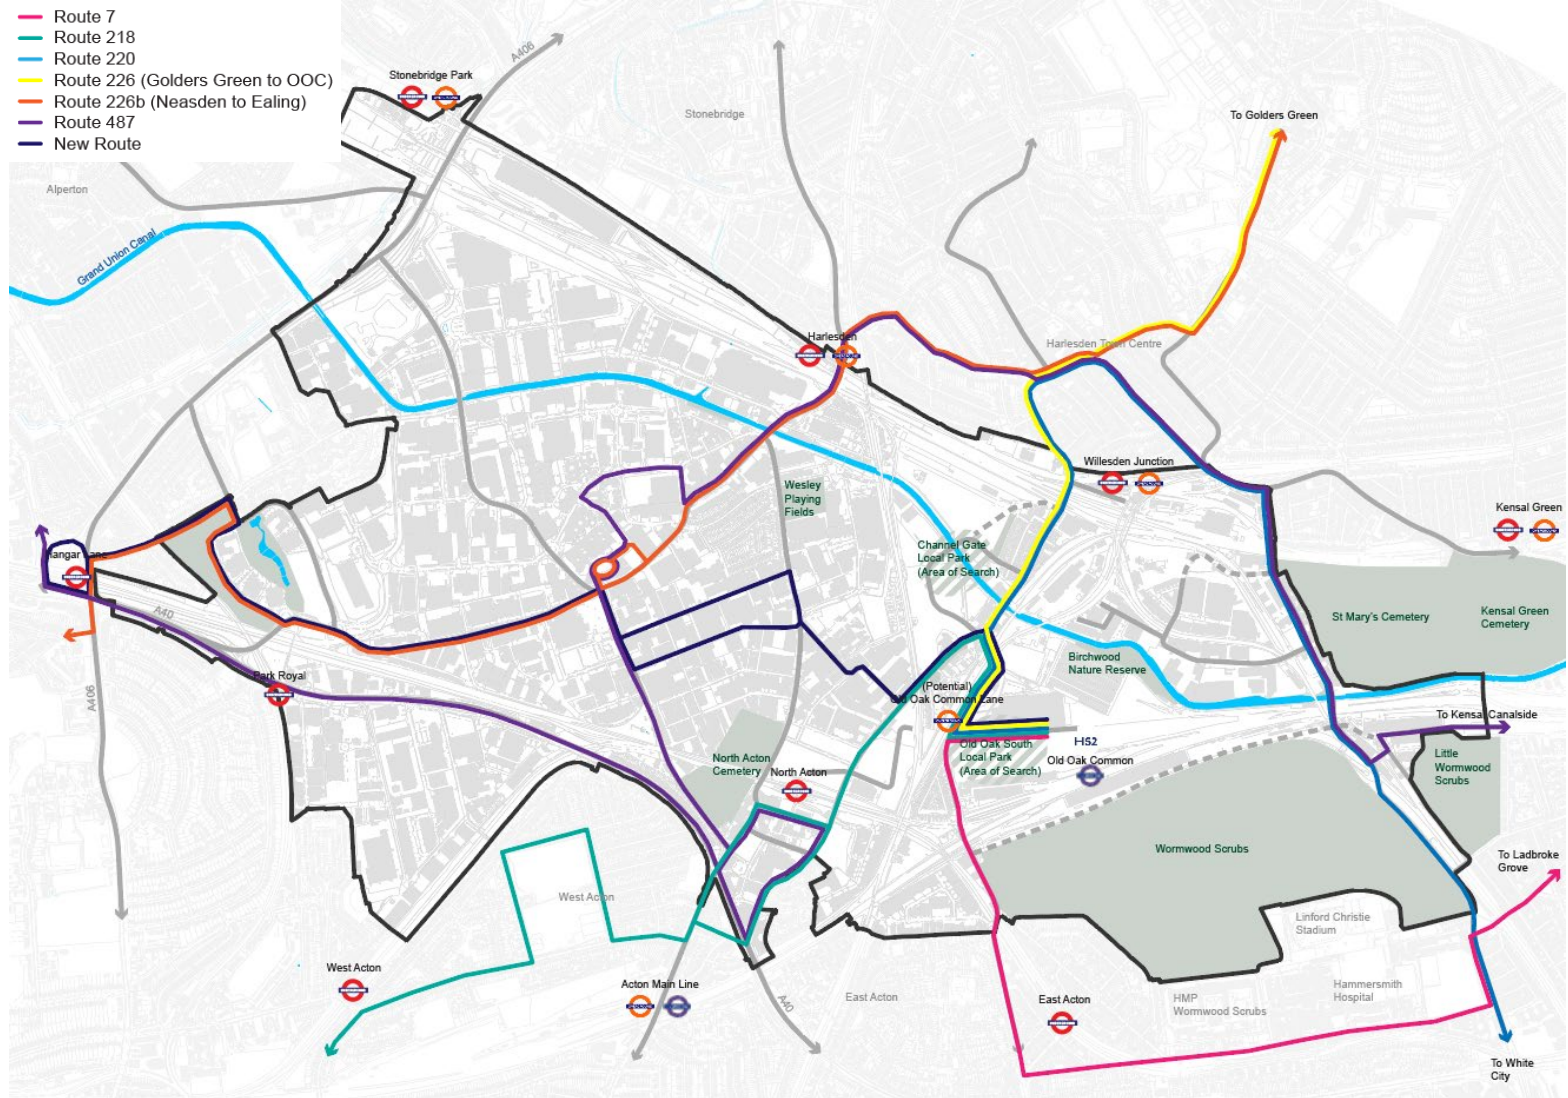 Route 7
Route 218
Route 220
Route 226 (Golders Green to OOC)
Route 226b (Neasden to Ealing)
Route 487
New Route
A406
Stonebridge Park
Stonebridge
To Golders Green
Alperton
Grand Union Canal
Harlesden
Harlesden Town Centre
Willesden Junction
Wesley
Playing
Fields
Kensal Green
Hangar Lane
Channel Gate
Local Park
(Area of Search)
A40
St Mary's Cemetery
Kensal Green
Cemetery
Birchwood
Nature Reserve
Park Royal
A406
(Potential)
Old Oak Common Lane
To Kensal Canalside
HS2
Old Oak Common
Old Oak South
Local Park
(Area of Search)
North Acton
Cemetery
North Acton
Little
Wormwood
Scrubs
Wormwood Scrubs
To Ladbroke
Grove
West Acton
Linford Christie
Stadium
West Acton
Acton Main Line
East Acton
A40
East Acton
HMP
Wormwood Scrubs
Hammersmith
Hospital
To White
City